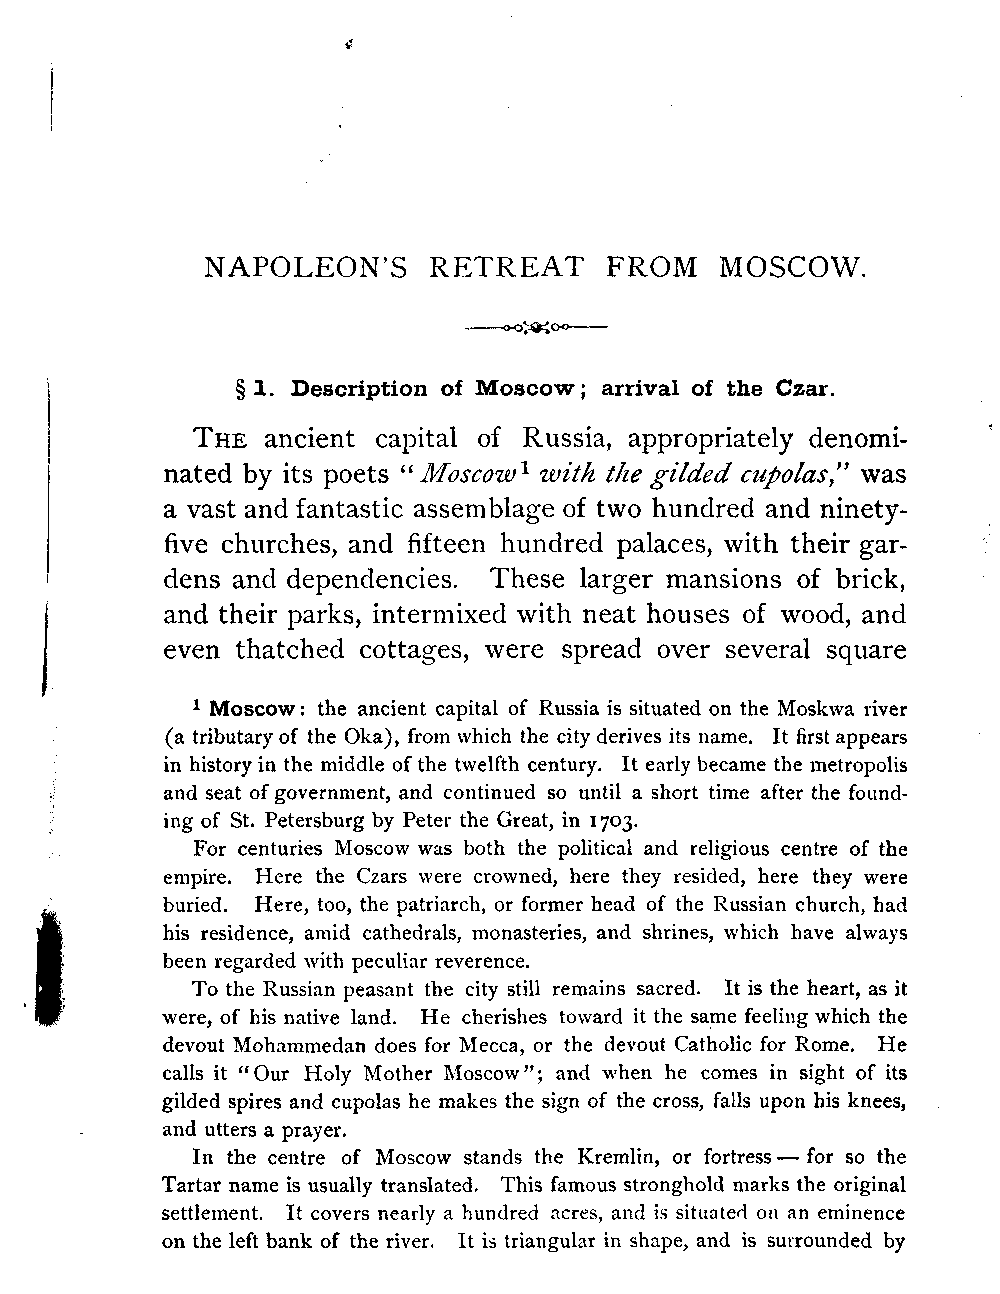 NAPOLEON'S RETREAT FROM MOSCOW.
§ 1. Description of Moscow; arrival of the Czar.
THE ancient capital of Russia, appropriately denomi-
nated by its poets "Moscow¹ with the gilded cupolas," was
a vast and fantastic assemblage of two hundred and ninety-
five churches, and fifteen hundred palaces, with their gar-
dens and dependencies. These larger mansions of brick,
and their parks, intermixed with neat houses of wood, and
even thatched cottages, were spread over several square
¹ Moscow: the ancient capital of Russia is situated on the Moskwa river
(a tributary of the Oka), from which the city derives its name. It first appears
in history in the middle of the twelfth century. It early became the metropolis
and seat of government, and continued so until a short time after the found-
ing of St. Petersburg by Peter the Great, in 1703.
For centuries Moscow was both the political and religious centre of the
empire. Here the Czars were crowned, here they resided, here they were
buried. Here, too, the patriarch, or former head of the Russian church, had
his residence, amid cathedrals, monasteries, and shrines, which have always
been regarded with peculiar reverence.
To the Russian peasant the city still remains sacred. It is the heart, as it
were, of his native land. He cherishes toward it the same feeling which the
devout Mohammedan does for Mecca, or the devout Catholic for Rome. He
calls it "Our Holy Mother Moscow"; and when he comes in sight of its
gilded spires and cupolas he makes the sign of the cross, falls upon his knees,
and utters a prayer.
In the centre of Moscow stands the Kremlin, or fortress — for so the
Tartar name is usually translated. This famous stronghold marks the original
settlement. It covers nearly a hundred acres, and is situated on an eminence
on the left bank of the river. It is triangular in shape, and is surrounded by